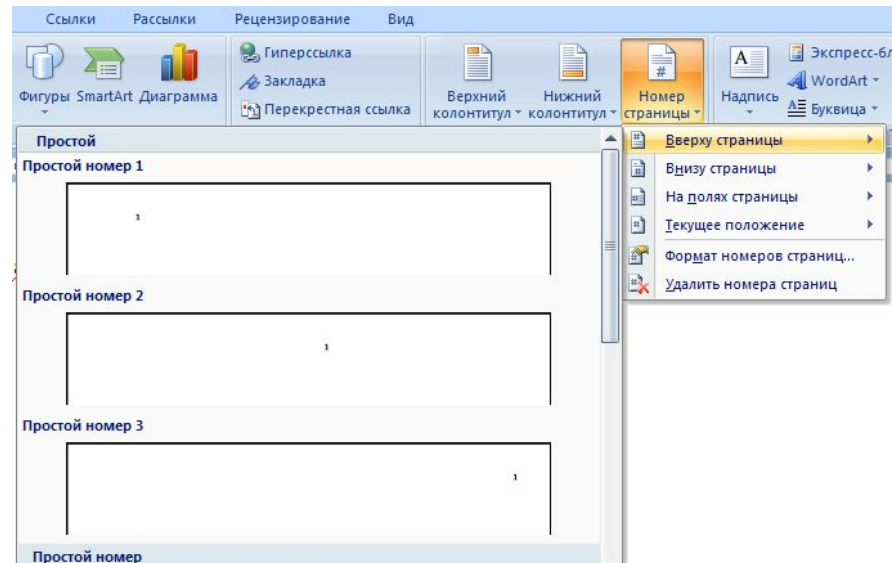 Ссылки Рассылки Рецензирование Вид
Фигуры SmartArt Диаграмма
Гиперссылка
Закладка
Перекрестная ссылка
Верхний колонтитул
Нижний колонтитул
Номер страницы
#
A
Надпись
WordArt
Буквица
Простой
Простой номер 1
1
Простой номер 2
1
Простой номер 3
1
Простой номер
Вверху страницы
Внизу страницы
На полях страницы
Текущее положение
Формат номеров страниц...
Удалить номера страниц